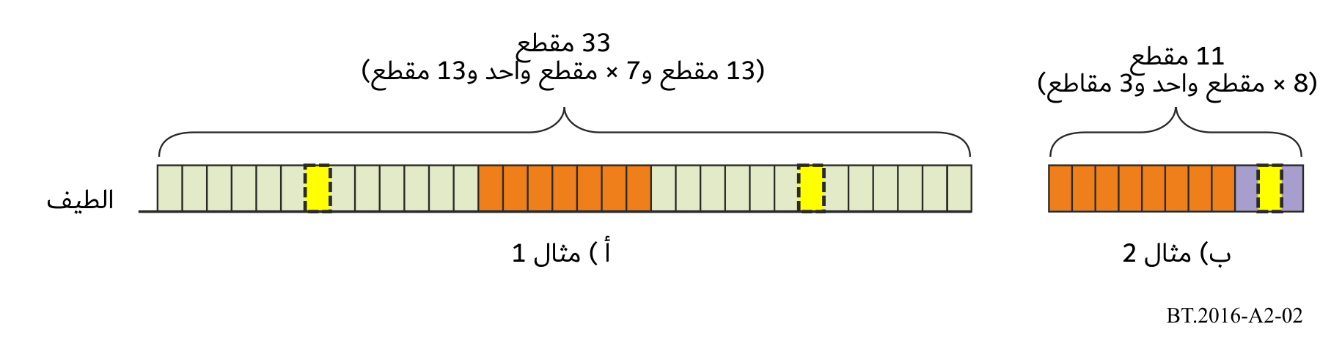 33 مقطع
(13 مقطع و7 × مقطع واحد و13 مقطع)
11 مقطع
(8 × مقطع واحد و3 مقاطع)
الطيف
أ ) مثال 1
ب) مثال 2
BT.2016-A2-02